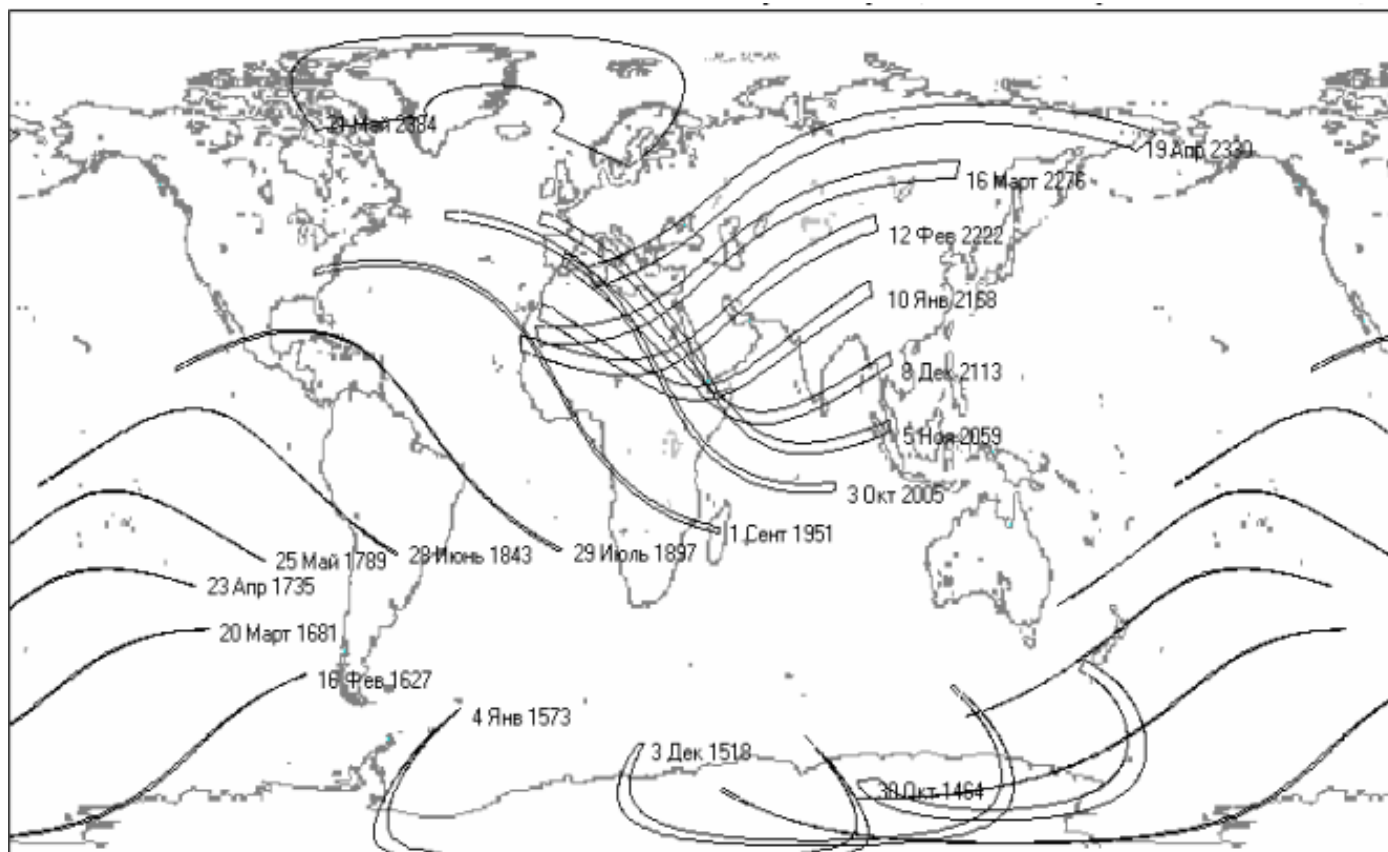 21 Май 2384
19 Апр 2330
16 Март 2276
12 Фев 2222
10 Янв 2168
8 Дек 2113
5 Ноя 2059
3 Окт 2005
1 Сент 1951
29 Июль 1897
28 Июнь 1843
25 Май 1789
23 Апр 1735
20 Март 1681
16 Фев 1627
4 Янв 1573
3 Дек 1518
30 Окт 1464